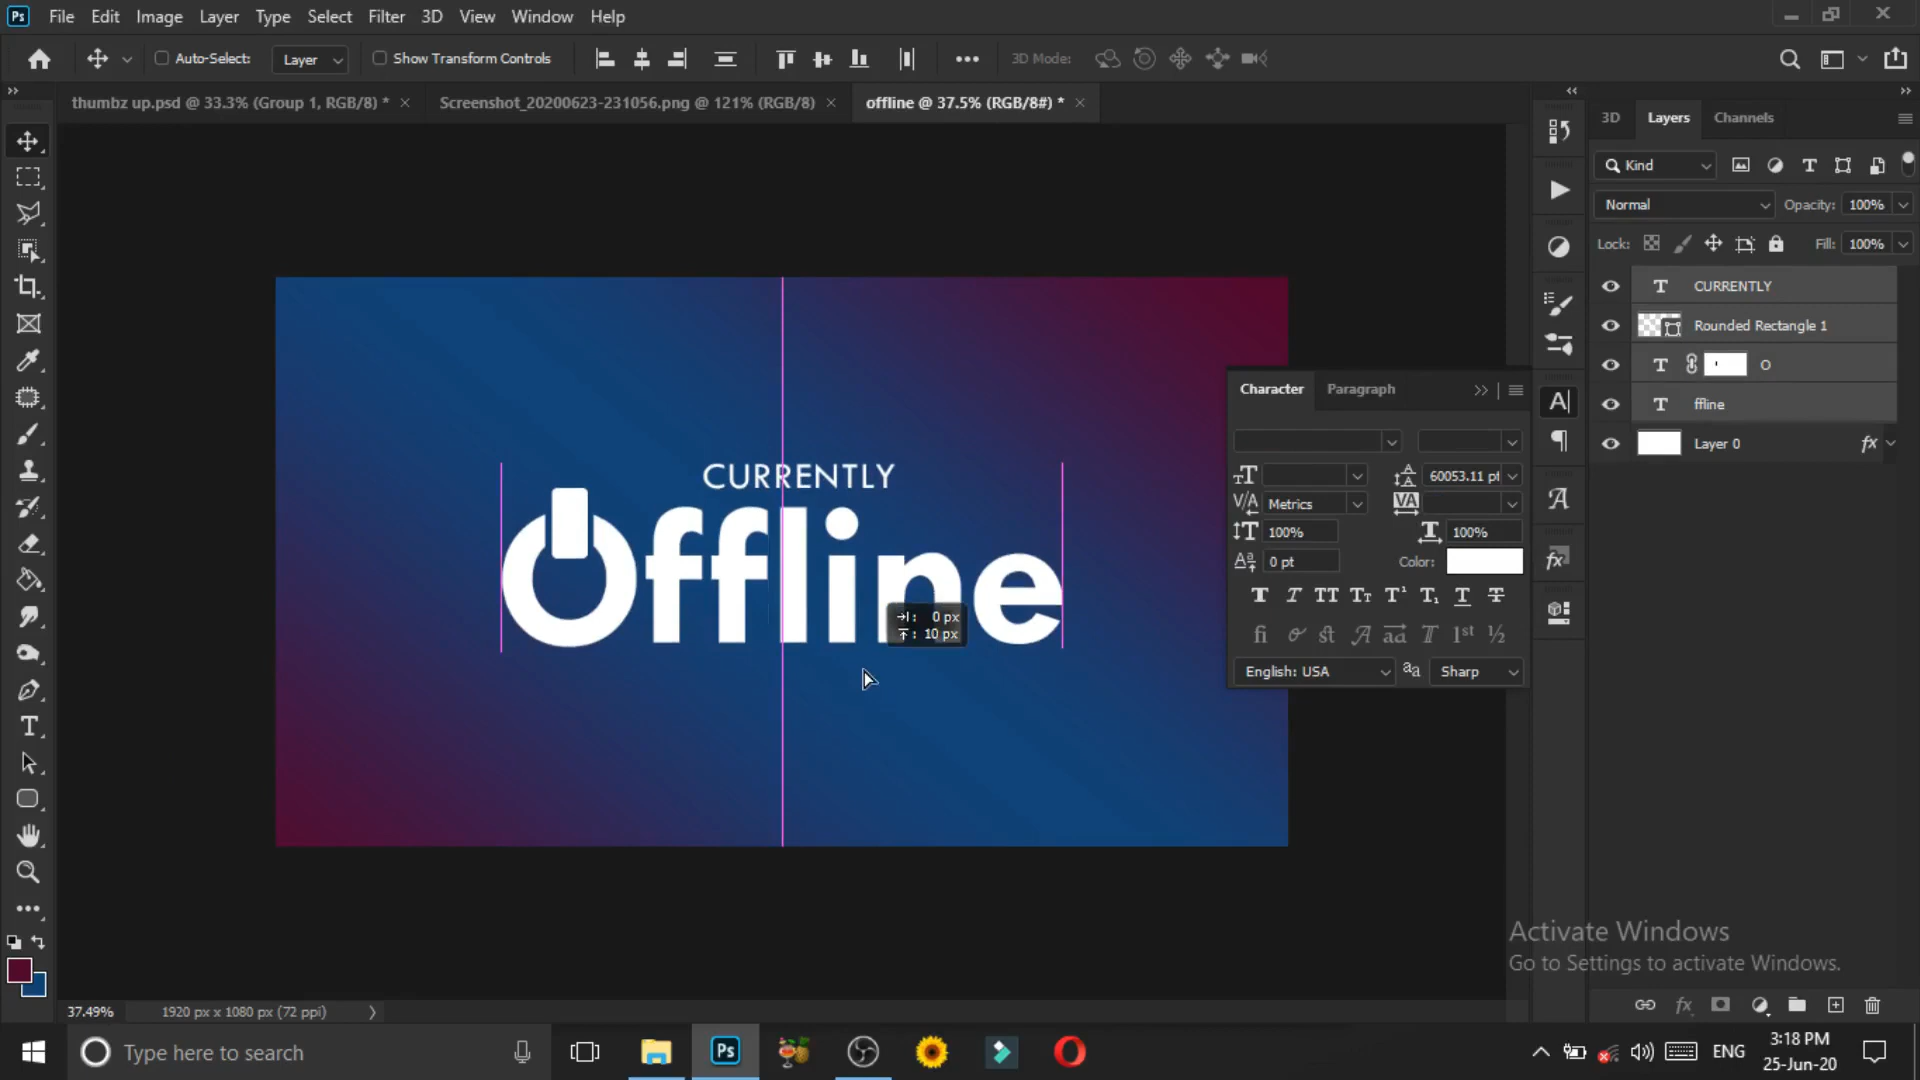 Ps File Edit Image Layer Type Select Filter 3D View Window Help
Auto-Select: Layer Show Transform Controls 3D Mode:
thumbz up.psd @ 33.3% (Group 1, RGB/8) * × Screenshot_20200623-231056.png @ 121% (RGB/8) × offline @ 37.5% (RGB/8#) * ×
3D Layers Channels
Kind
Normal Opacity: 100%
Lock: Fill: 100%
CURRENTLY
Rounded Rectangle 1
O
ffline
Layer 0 fx
CURRENTLY
Offline
0 px
10 px
Character Paragraph
60053.11 pt
Metrics
100% 100%
0 pt Color:
English: USA Sharp
Activate Windows
Go to Settings to activate Windows.
37.49% 1920 px x 1080 px (72 ppi)
Type here to search
ENG
3:18 PM
25-Jun-20